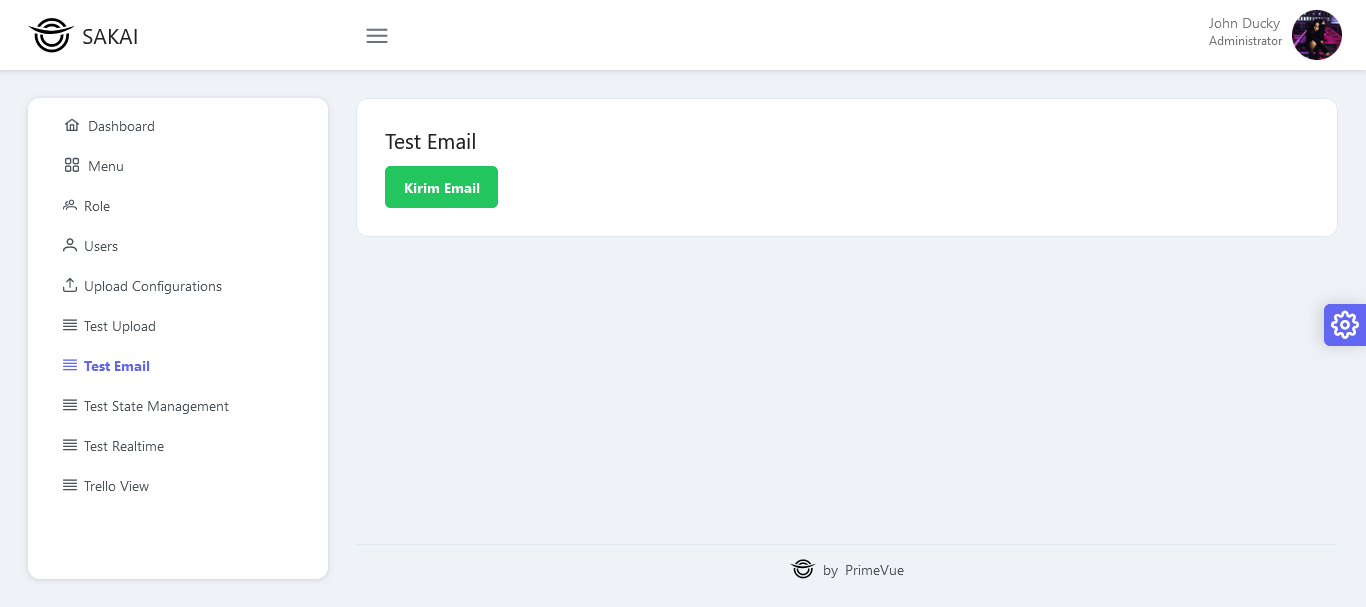 SAKAI
John Ducky
Administrator
Dashboard
Menu
Role
Users
Upload Configurations
Test Upload
Test Email
Test State Management
Test Realtime
Trello View
Test Email
Kirim Email
by PrimeVue